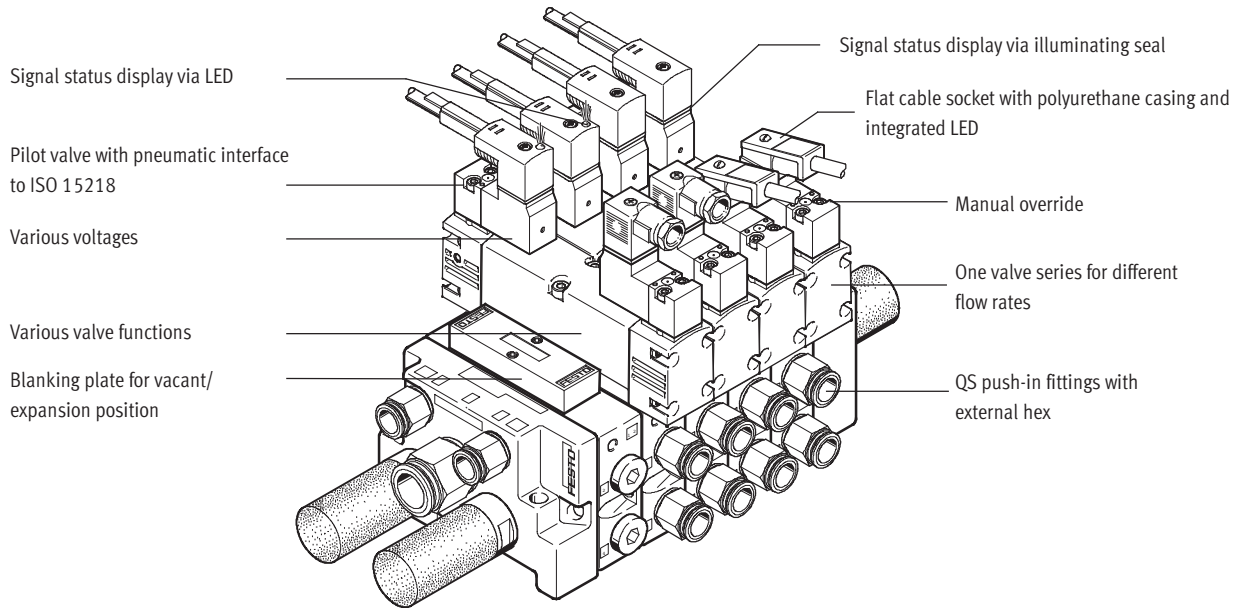 Signal status display via LED
Pilot valve with pneumatic interface
to ISO 15218
Various voltages
Various valve functions
Blanking plate for vacant/
expansion position
Signal status display via illuminating seal
Flat cable socket with polyurethane casing and
integrated LED
Manual override
One valve series for different
flow rates
QS push-in fittings with
external hex
FESTO